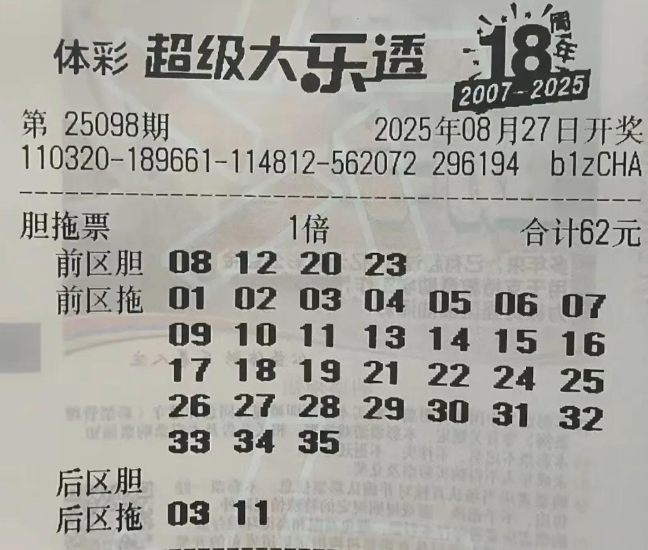 体彩 超级大乐透 18周年
2007-2025
第 25098期 2025年08月27日开奖
110320-189661-114812-562072 296194 b1zCHA
胆拖票 1倍 合计62元
前区胆 08 12 20 23
前区拖 01 02 03 04 05 06 07
09 10 11 13 14 15 16
17 18 19 21 22 24 25
26 27 28 29 30 31 32
33 34 35
后区胆
后区拖 03 11